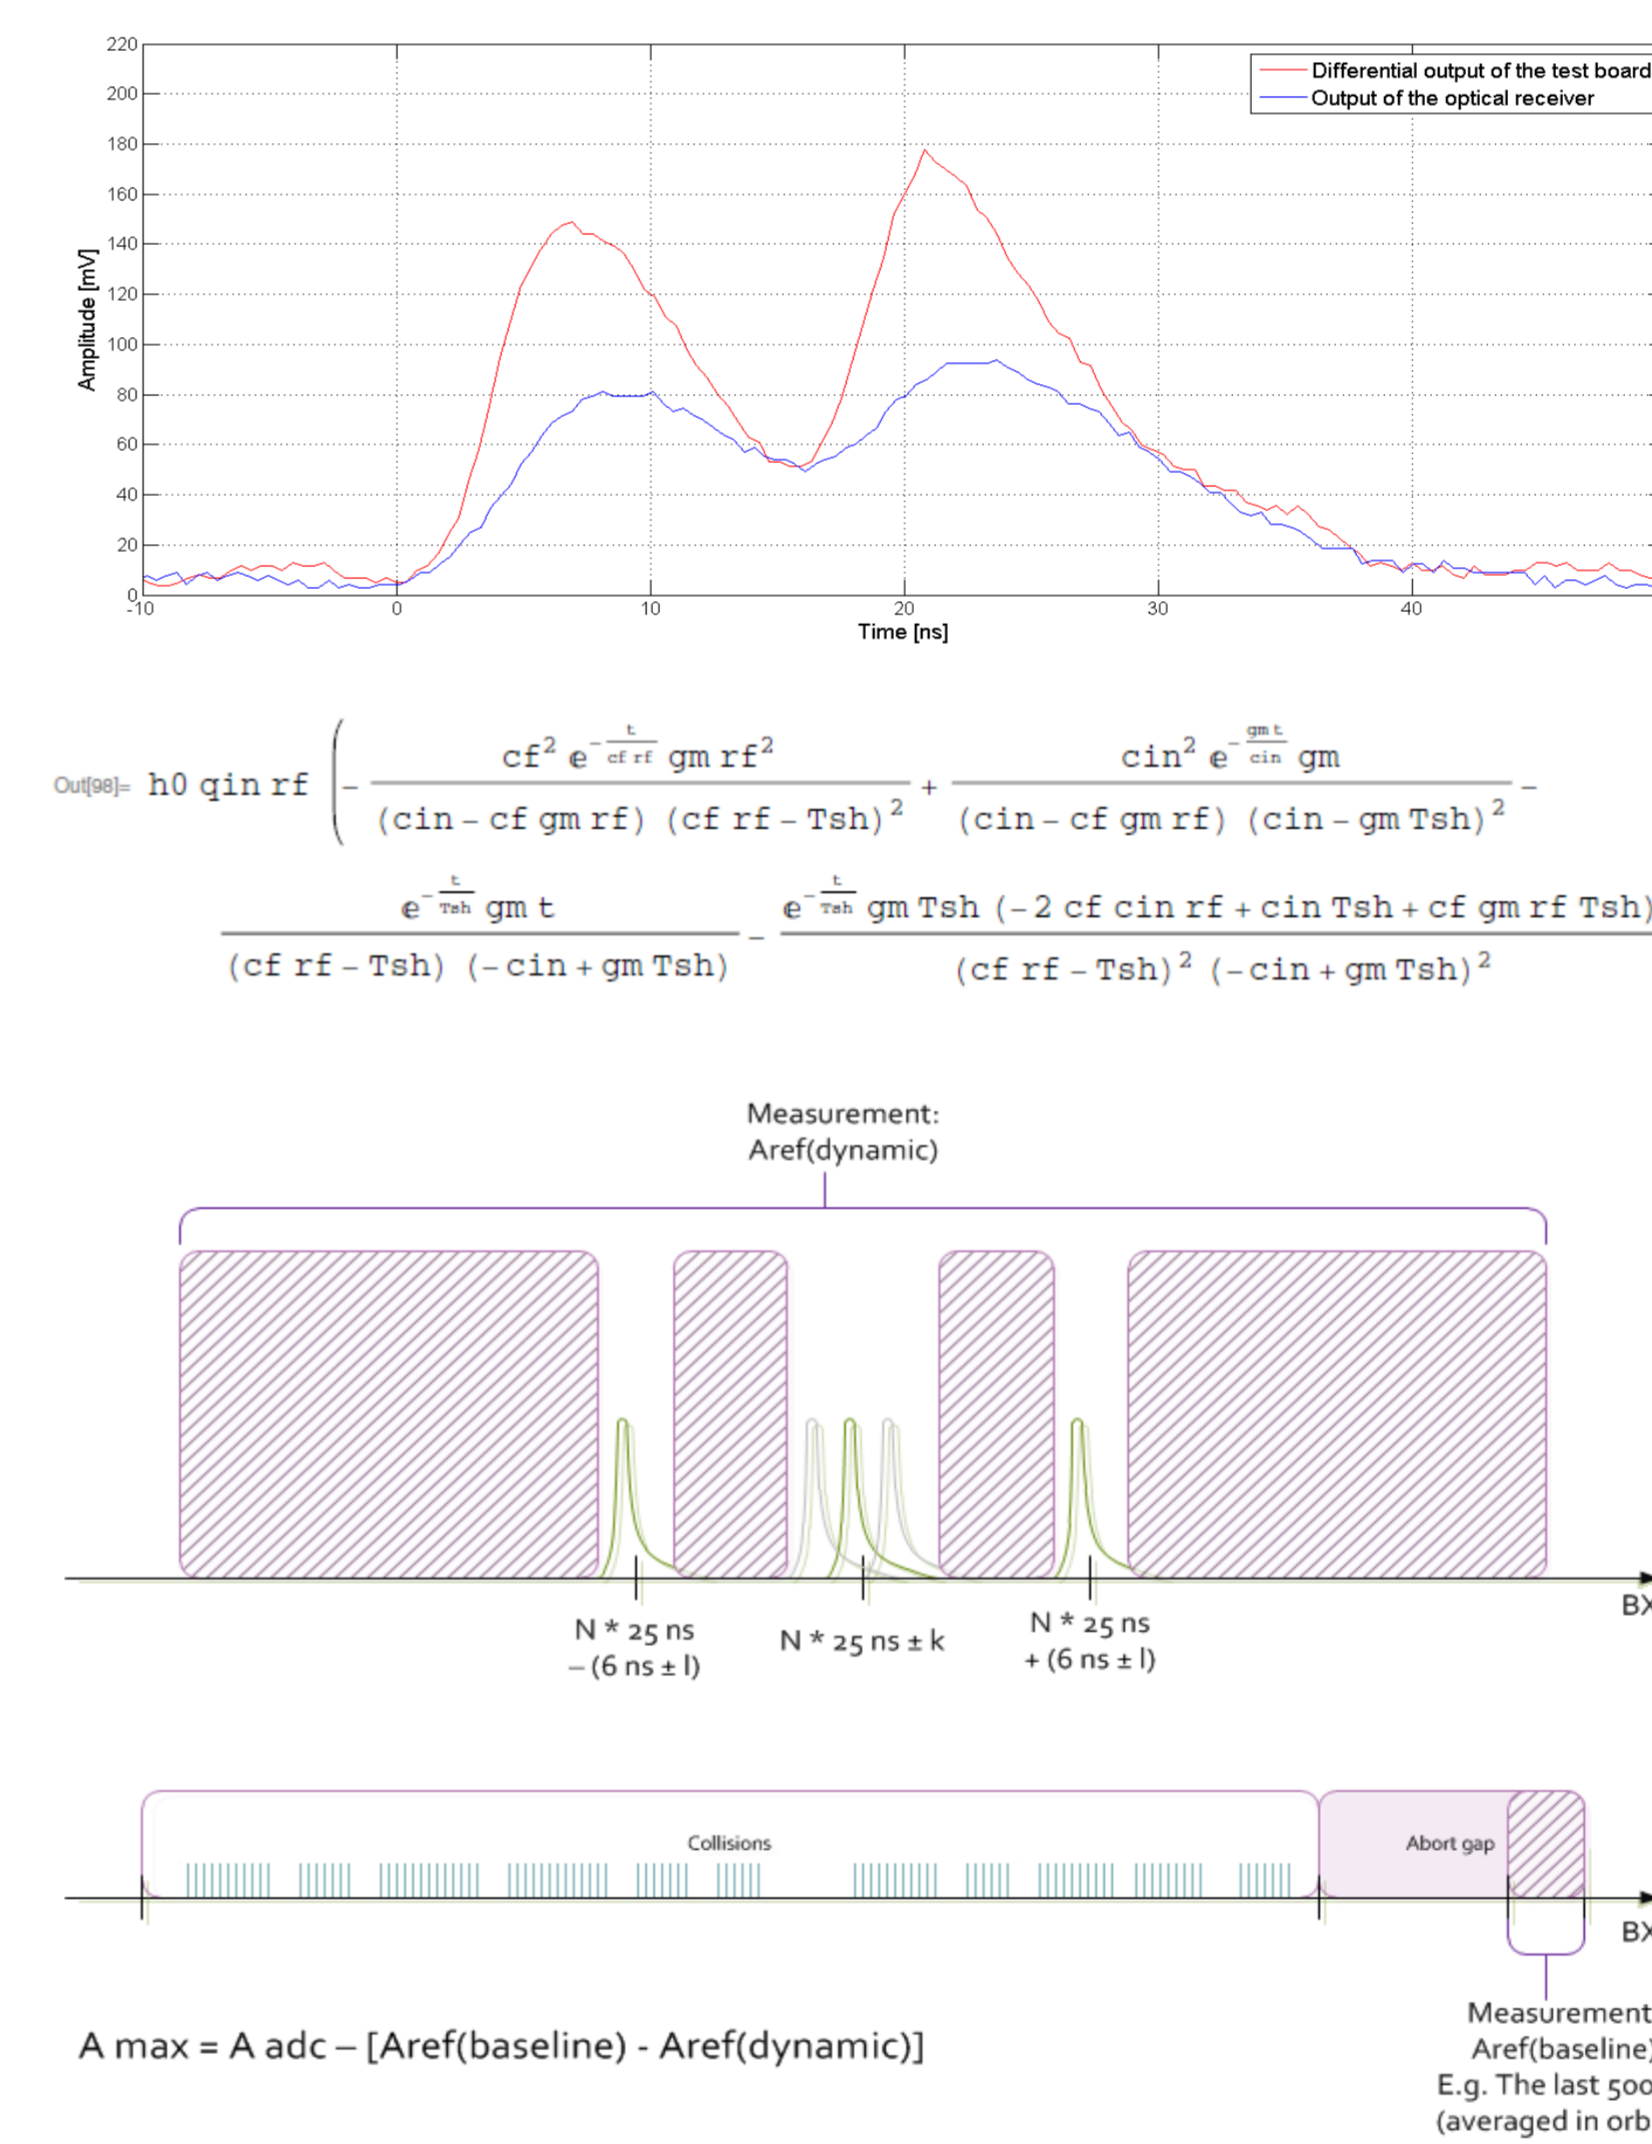 220
200
180
160
140
120
100
80
60
40
20
0
Amplitude [mV]
Differential output of the test board
Output of the optical receiver
-10 0 10 20 30 40
Time [ns]
Out[98]= h0 qin rf (- cf² e^(-t/(cf rf)) gm rf² / ((cin - cf gm rf) (cf rf - Tsh)²) + cin² e^(-gm t/cin) gm / ((cin - cf gm rf) (cin - gm Tsh)²) -
e^(-t/Tsh) gm t / ((cf rf - Tsh) (-cin + gm Tsh)) - e^(-t/Tsh) gm Tsh (-2 cf cin rf + cin Tsh + cf gm rf Tsh) / ((cf rf - Tsh)² (-cin + gm Tsh)²)
Measurement:
Aref(dynamic)
BX
N * 25 ns
– (6 ns ± l)
N * 25 ns ± k
N * 25 ns
+ (6 ns ± l)
Collisions
Abort gap
BX
Measurement
Aref(baseline)
E.g. The last 500
(averaged in orb
A max = A adc – [Aref(baseline) - Aref(dynamic)]